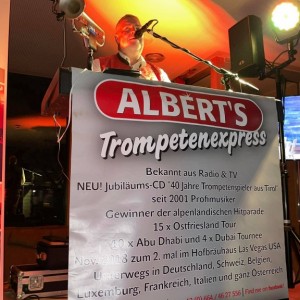 ALBERT'S
Trompetenexpress
Bekannt aus Radio & TV
NEU! Jubiläums-CD "40 Jahre Trompetenspieler aus Tirol"
seit 2001 Profimusiker
Gewinner der alpenländischen Hitparade
15 x Ostfriesland Tour
x Abu Dhabi und 4 x Dubai Tournee
2. mal im Hofbräuhaus Las Vegas USA
Unterwegs in Deutschland, Schweiz, Belgien,
Luxemburg, Frankreich, Italien und ganz Österreich